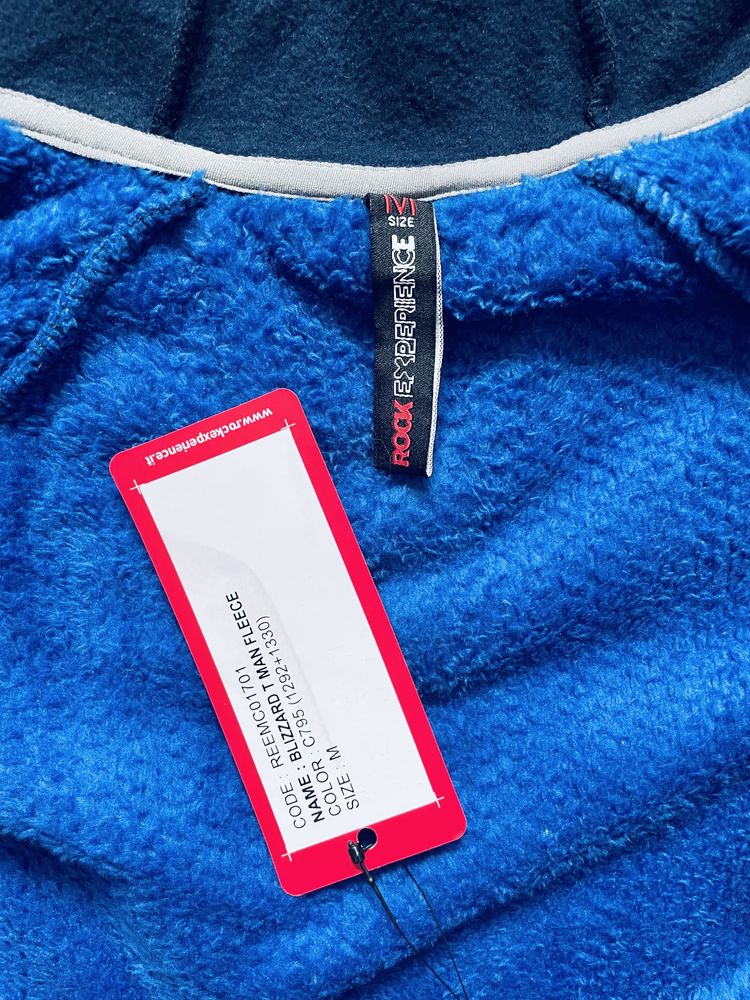 M
SIZE
ROCK EXPERIENCE
www.rockexperience.it
CODE : REEMC01701
NAME : BLIZZARD T MAN FLEECE
COLOR : C795 (1292+1330)
SIZE : M